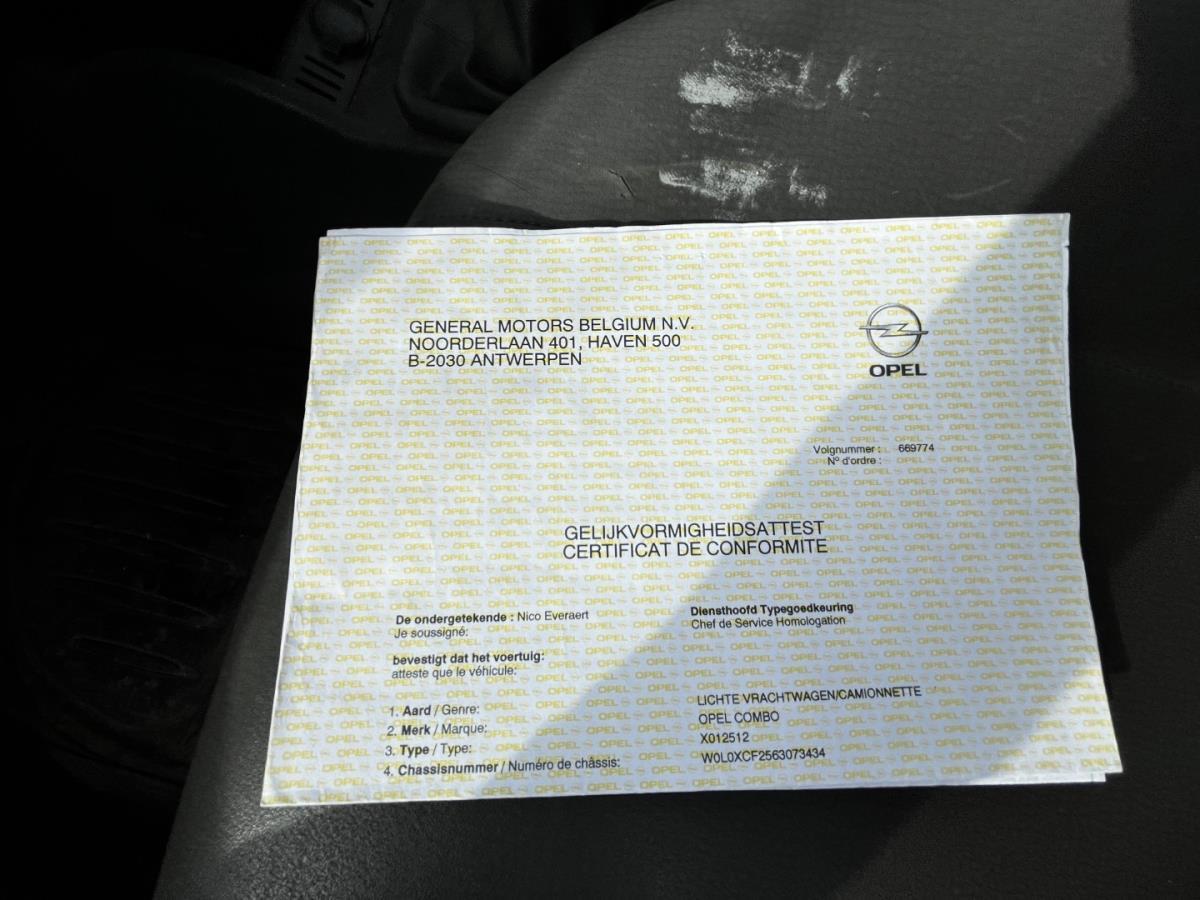 GENERAL MOTORS BELGIUM N.V.
NOORDERLAAN 401, HAVEN 500
B-2030 ANTWERPEN
OPEL
Volgnummer : 669774
Nº d'ordre :
GELIJKVORMIGHEIDSATTEST
CERTIFICAT DE CONFORMITE
De ondergetekende : Nico Everaert
Je soussigné:
Diensthoofd Typegoedkeuring
Chef de Service Homologation
bevestigt dat het voertuig:
atteste que le véhicule:
1. Aard / Genre: LICHTE VRACHTWAGEN/CAMIONNETTE
2. Merk / Marque: OPEL COMBO
3. Type / Type: X012512
4. Chassisnummer / Numéro de châssis: W0L0XCF2563073434